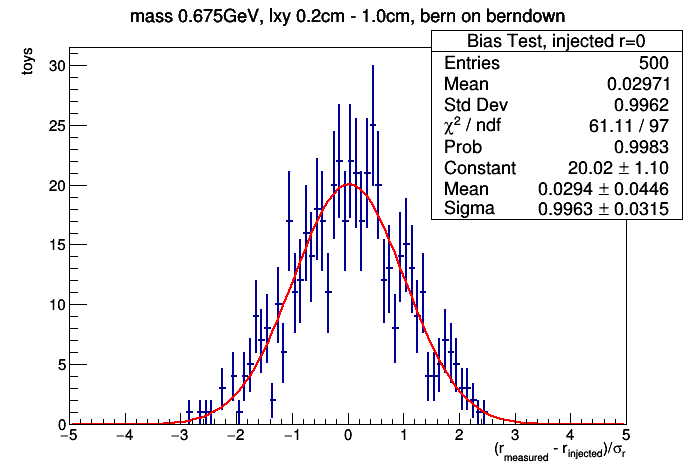 mass 0.675GeV, lxy 0.2cm - 1.0cm, bern on berndown
Bias Test, injected r=0
Entries 500
Mean 0.02971
Std Dev 0.9962
χ² / ndf 61.11 / 97
Prob 0.9983
Constant 20.02 ± 1.10
Mean 0.0294 ± 0.0446
Sigma 0.9963 ± 0.0315
toys
30
25
20
15
10
5
0
−5 −4 −3 −2 −1 0 1 2 3 4 5
(r_measured - r_injected)/σ_r